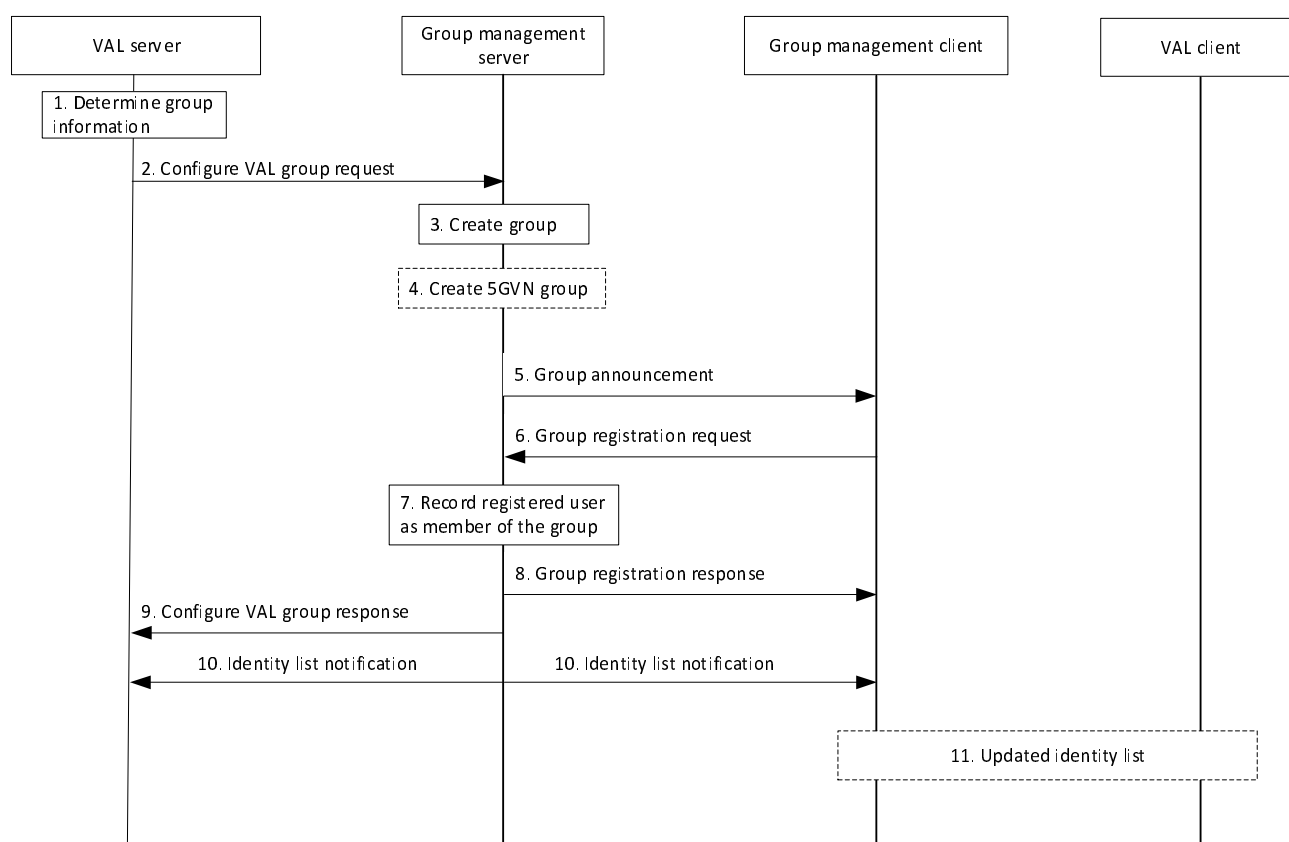 VAL server
Group management
server
Group management client
VAL client
1. Determine group
information
2. Configure VAL group request
3. Create group
4. Create 5GVN group
5. Group announcement
6. Group registration request
7. Record registered user
as member of the group
8. Group registration response
9. Configure VAL group response
10. Identity list notification
10. Identity list notification
11. Updated identity list